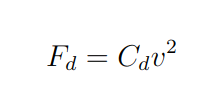 F_d = C_d v^2